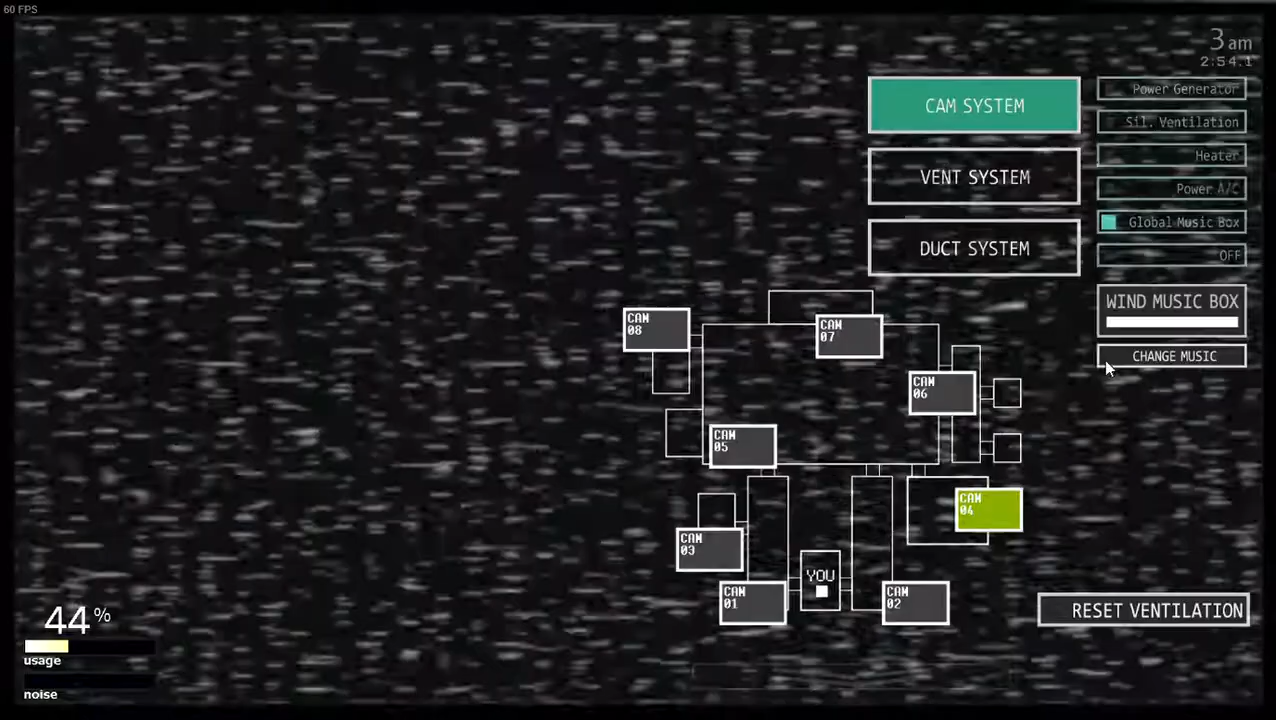 60 FPS
3 am
2:54.1
CAM SYSTEM
VENT SYSTEM
DUCT SYSTEM
Power Generator
Sil. Ventilation
Heater
Power A/C
Global Music Box
OFF
WIND MUSIC BOX
CHANGE MUSIC
CAM
08
CAM
07
CAM
06
CAM
05
CAM
04
CAM
03
YOU
CAM
01
CAM
02
RESET VENTILATION
44%
usage
noise